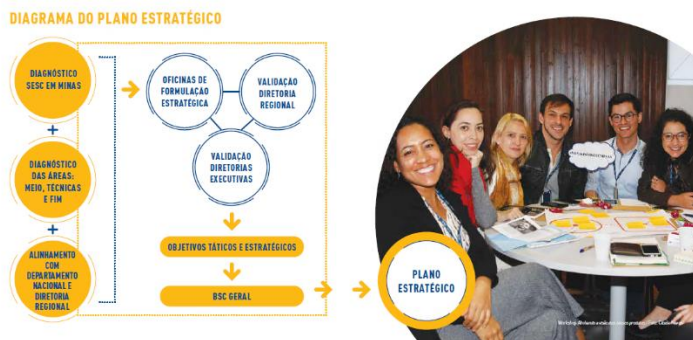 DIAGRAMA DO PLANO ESTRATÉGICO
DIAGNÓSTICO
SESC EM MINAS
+
DIAGNÓSTICO
DAS ÁREAS:
MEIO, TÉCNICAS
E FIM
+
ALINHAMENTO
COM
DEPARTAMENTO
NACIONAL E
DIRETORIA
REGIONAL
OFICINAS DE
FORMULAÇÃO
ESTRATÉGICA
VALIDAÇÃO
DIRETORIA
REGIONAL
VALIDAÇÃO
DIRETORIAS
EXECUTIVAS
OBJETIVOS TÁTICOS E ESTRATÉGICOS
BSC GERAL
PLANO
ESTRATÉGICO